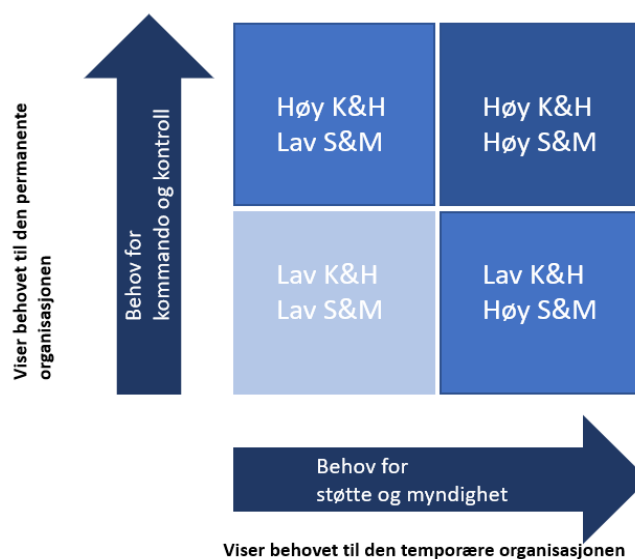 Viser behovet til den permanente
organisasjonen
Behov for
kommando og kontroll
Høy K&H
Lav S&M
Høy K&H
Høy S&M
Lav K&H
Lav S&M
Lav K&H
Høy S&M
Behov for
støtte og myndighet
Viser behovet til den temporære organisasjonen